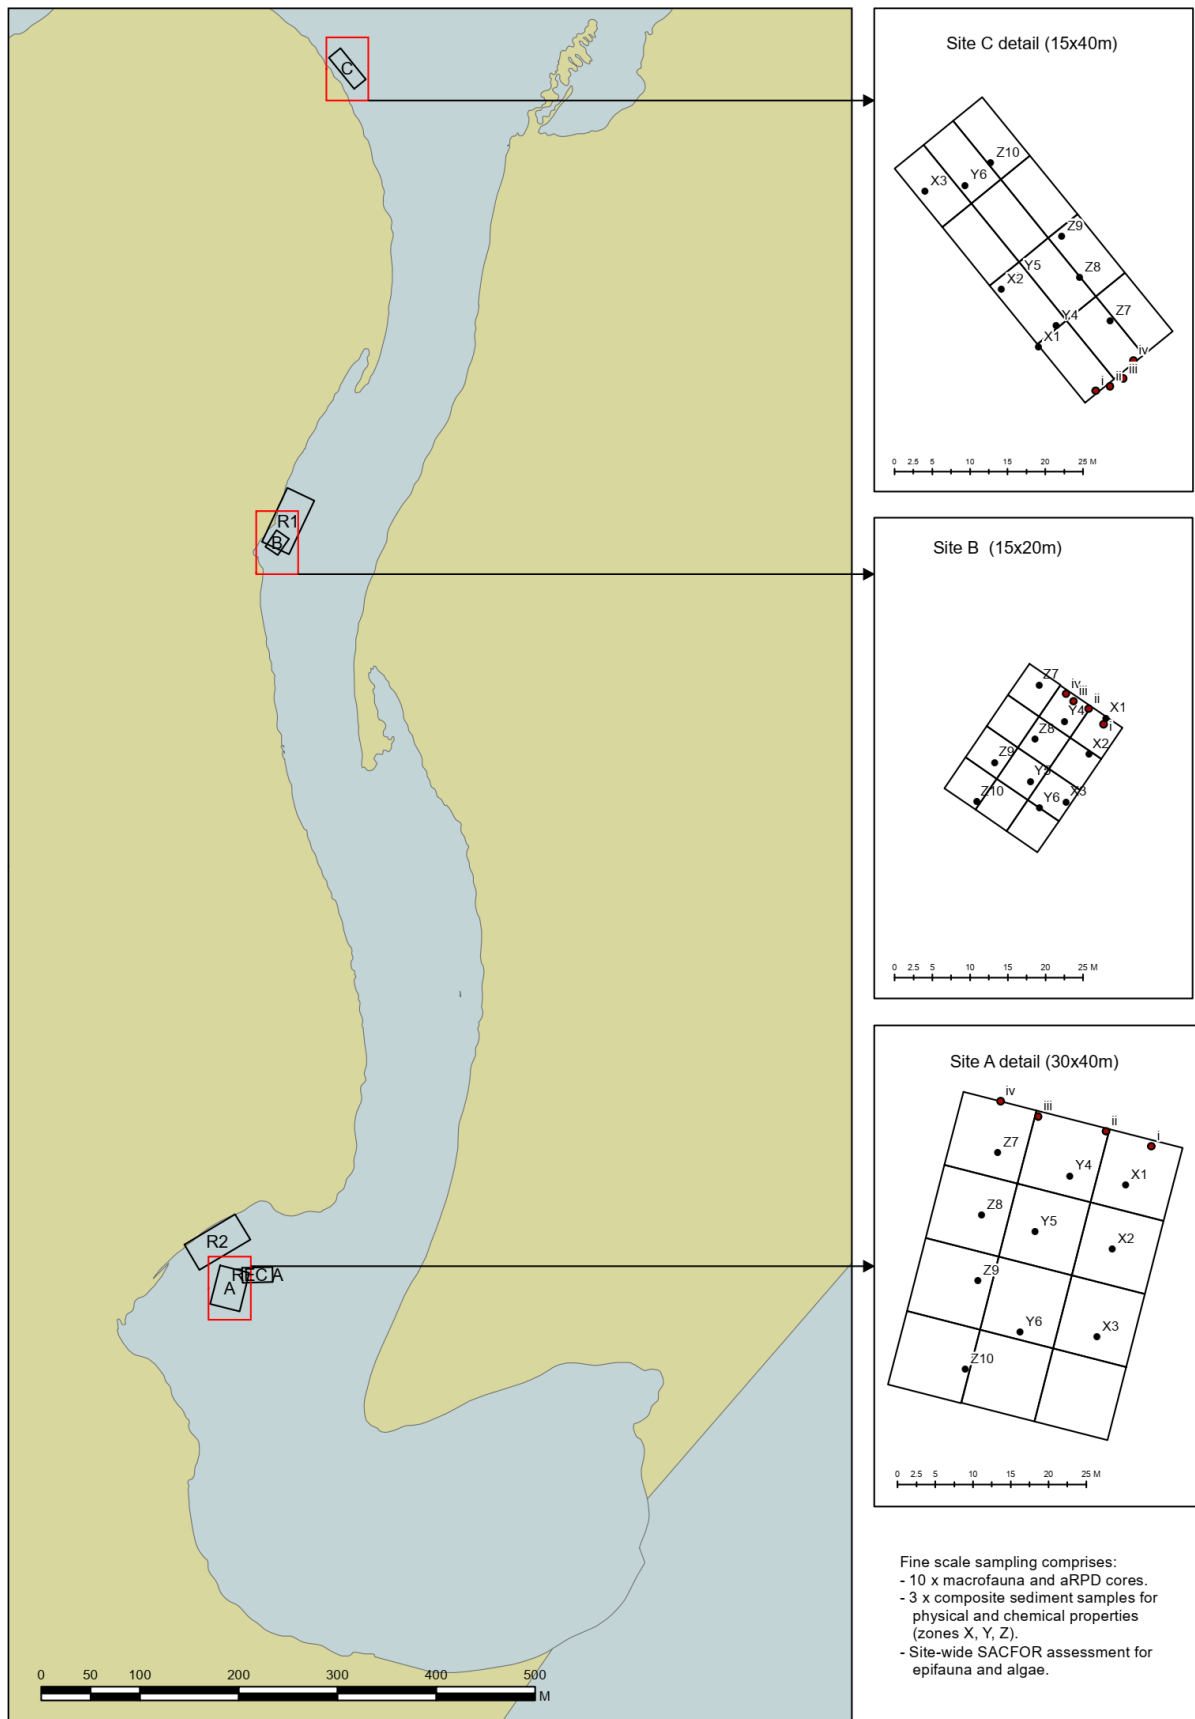 C
R1
B
R2
REC A
A
0 50 100 200 300 400 500
M
Site C detail (15x40m)
Z10
Y6
X3
Z9
Y5
Z8
X2
Y4
Z7
X1
iv
iii
ii
i
0 2.5 5 10 15 20 25 M
Site B (15x20m)
Z7
iv
iii
ii
X1
Y4
i
Z8
X2
Z9
Y5
Z10
Y6
X3
0 2.5 5 10 15 20 25 M
Site A detail (30x40m)
iv
iii
ii
i
Z7
Y4
X1
Z8
Y5
X2
Z9
Y6
X3
Z10
0 2.5 5 10 15 20 25 M
Fine scale sampling comprises:
- 10 x macrofauna and aRPD cores.
- 3 x composite sediment samples for
physical and chemical properties
(zones X, Y, Z).
- Site-wide SACFOR assessment for
epifauna and algae.